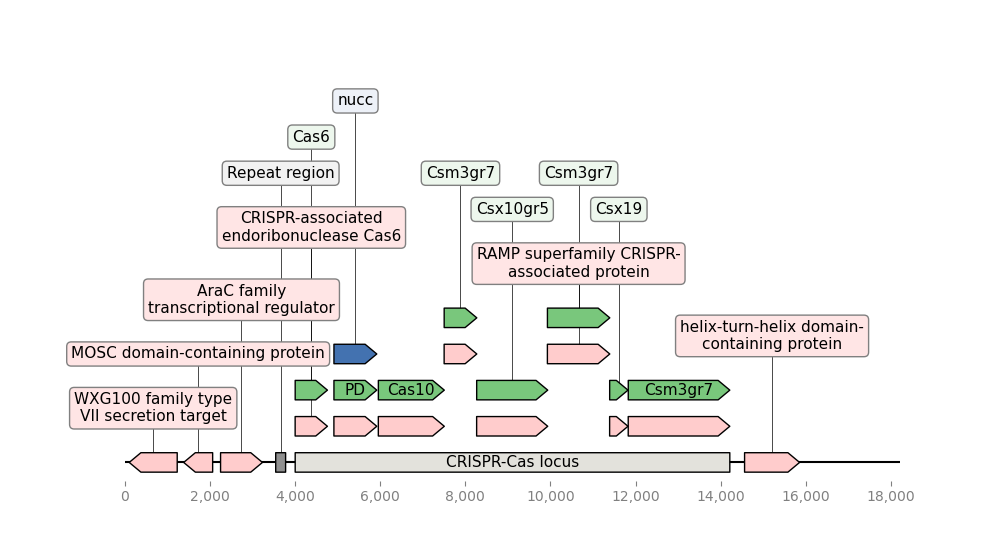 nucc
Cas6
Repeat region
Csm3gr7
Csm3gr7
Csx10gr5
Csx19
CRISPR-associated
endoribonuclease Cas6
RAMP superfamily CRISPR-
associated protein
AraC family
transcriptional regulator
helix-turn-helix domain-
containing protein
MOSC domain-containing protein
PD
Cas10
Csm3gr7
WXG100 family type
VII secretion target
CRISPR-Cas locus
0
2,000
4,000
6,000
8,000
10,000
12,000
14,000
16,000
18,000